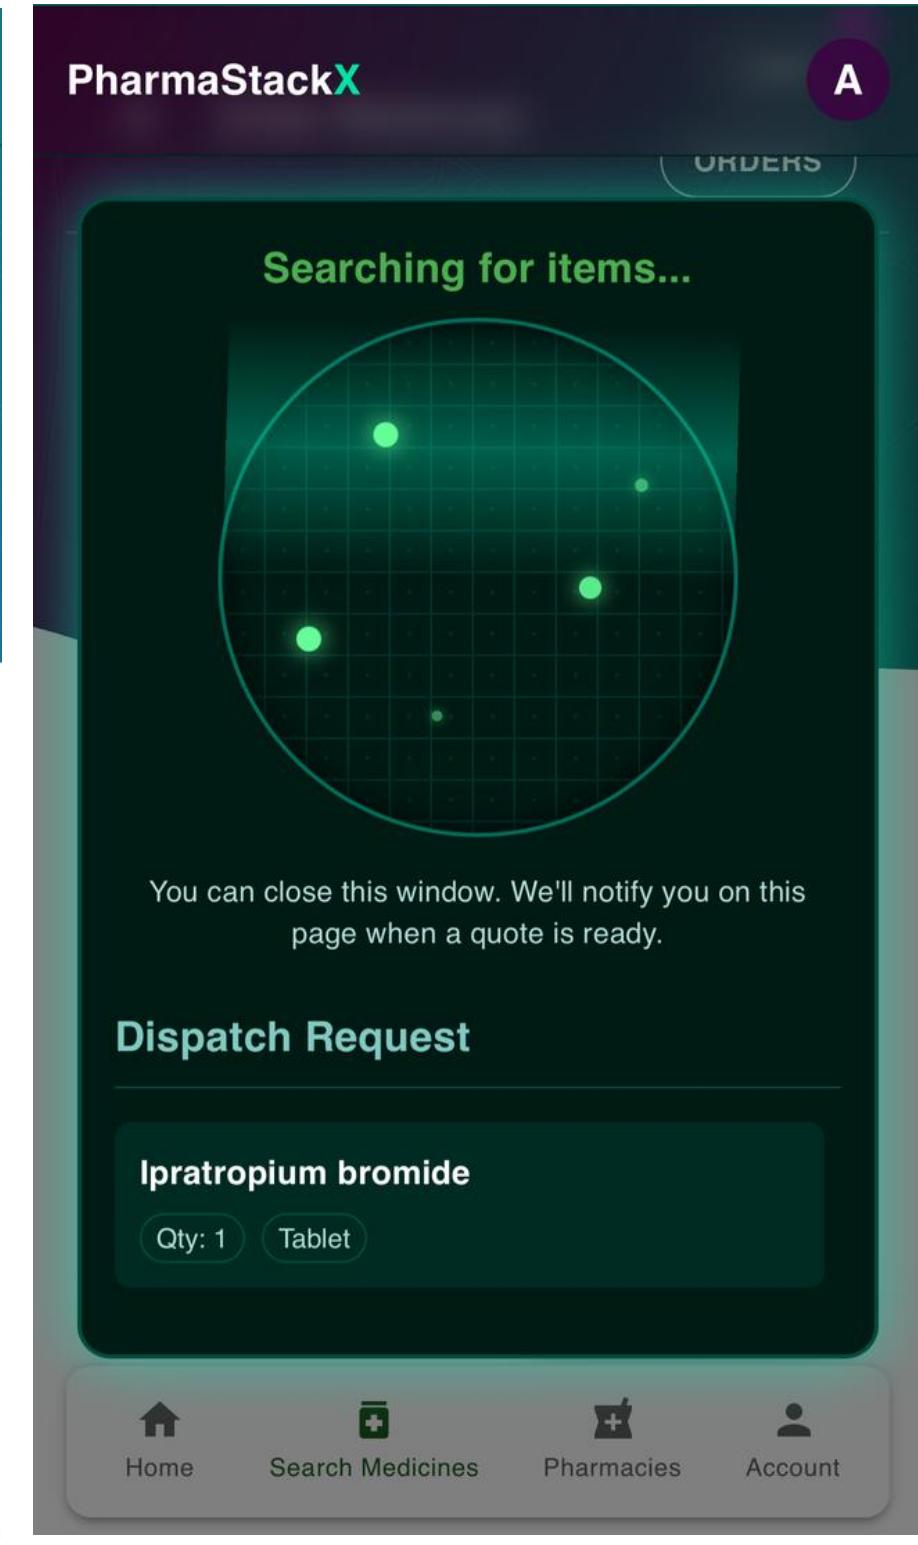 PharmaStackX
A
ORDERS
Searching for items...
You can close this window. We'll notify you on this
page when a quote is ready.
Dispatch Request
Ipratropium bromide
Qty: 1
Tablet
Home
Search Medicines
Pharmacies
Account